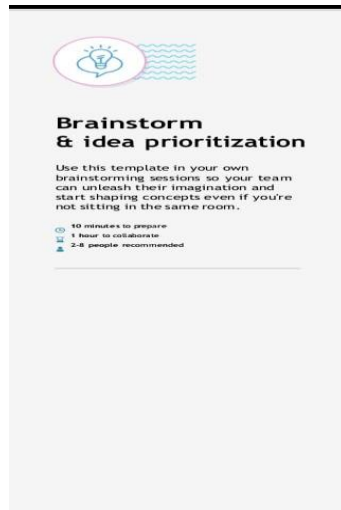 Brainstorm
& idea prioritization
Use this template in your own
brainstorming sessions so your team
can unleash their imagination and
start shaping concepts even if you're
not sitting in the same room.
10 minutes to prepare
1 hour to collaborate
2-8 people recommended